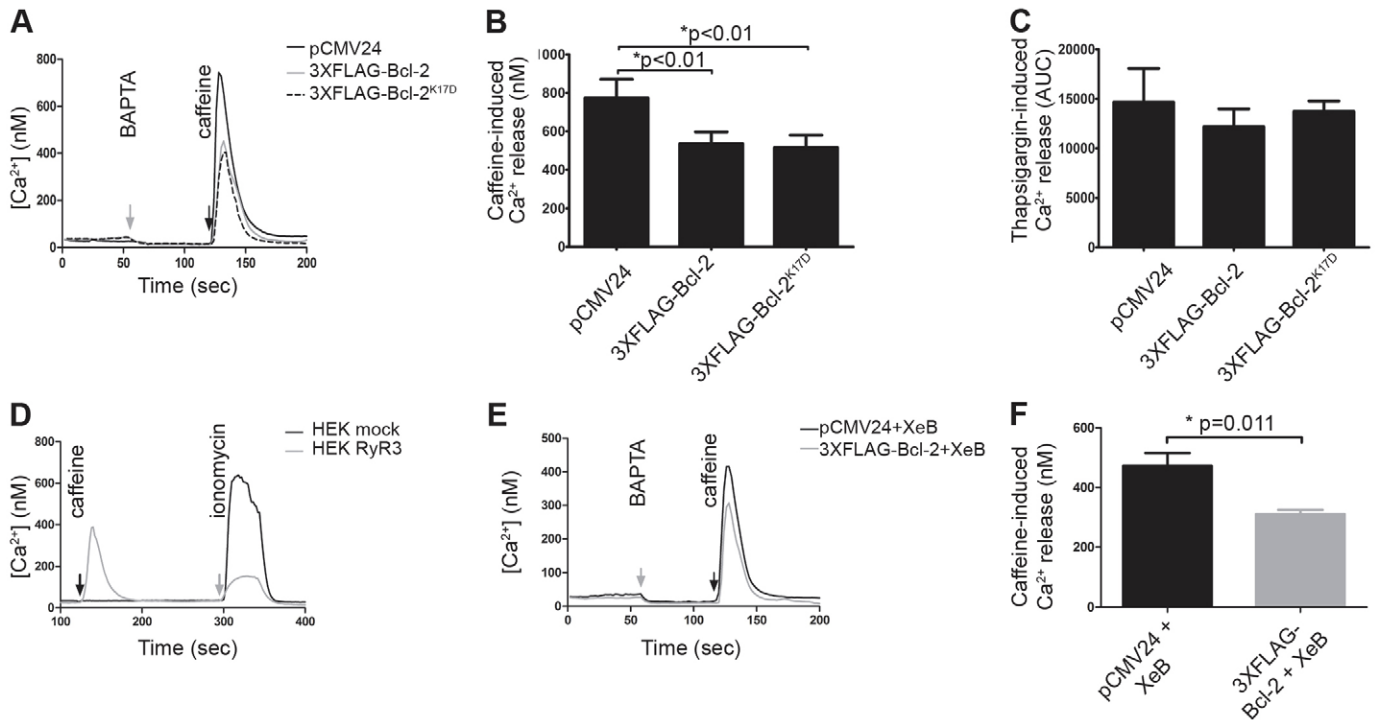 A
pCMV24
3XFLAG-Bcl-2
3XFLAG-Bcl-2K17D
BAPTA
caffeine
[Ca2+] (nM)
800
600
400
200
0
0 50 100 150 200
Time (sec)
B
*p<0.01
*p<0.01
Caffeine-induced
Ca2+ release (nM)
000
800
600
400
200
0
pCMV24
3XFLAG-Bcl-2
3XFLAG-Bcl-2K17D
C
Thapsigargin-induced
Ca2+ release (AUC)
20000
15000
10000
5000
0
pCMV24
3XFLAG-Bcl-2
3XFLAG-Bcl-2K17D
D
HEK mock
HEK RyR3
caffeine
ionomycin
[Ca2+] (nM)
800
600
400
200
0
100 200 300 400
Time (sec)
E
pCMV24+XeB
3XFLAG-Bcl-2+XeB
BAPTA
caffeine
[Ca2+] (nM)
500
400
300
200
100
0
0 50 100 150 200
Time (sec)
F
* p=0.011
Caffeine-induced
Ca2+ release (nM)
600
400
200
0
pCMV24 +
XeB
3XFLAG-
Bcl-2 + XeB